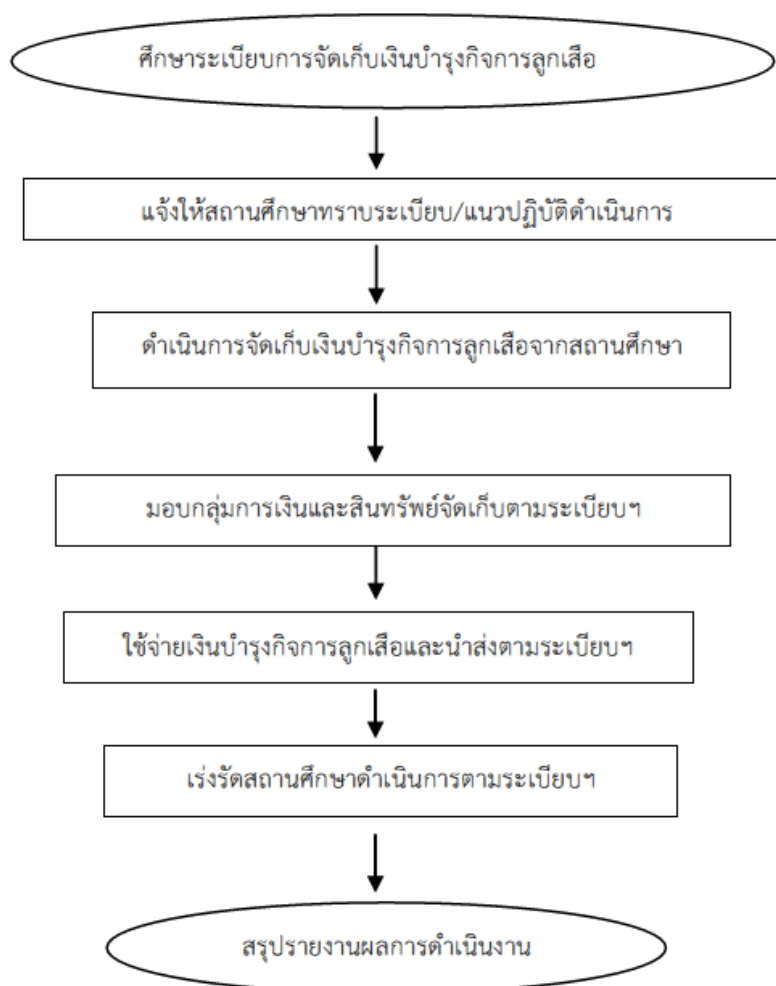 ศึกษาระเบียบการจัดเก็บเงินบำรุงกิจการลูกเสือ
แจ้งให้สถานศึกษาทราบระเบียบ/แนวปฏิบัติดำเนินการ
ดำเนินการจัดเก็บเงินบำรุงกิจการลูกเสือจากสถานศึกษา
มอบกลุ่มการเงินและสินทรัพย์จัดเก็บตามระเบียบฯ
ใช้จ่ายเงินบำรุงกิจการลูกเสือและนำส่งตามระเบียบฯ
เร่งรัดสถานศึกษาดำเนินการตามระเบียบฯ
สรุปรายงานผลการดำเนินงาน